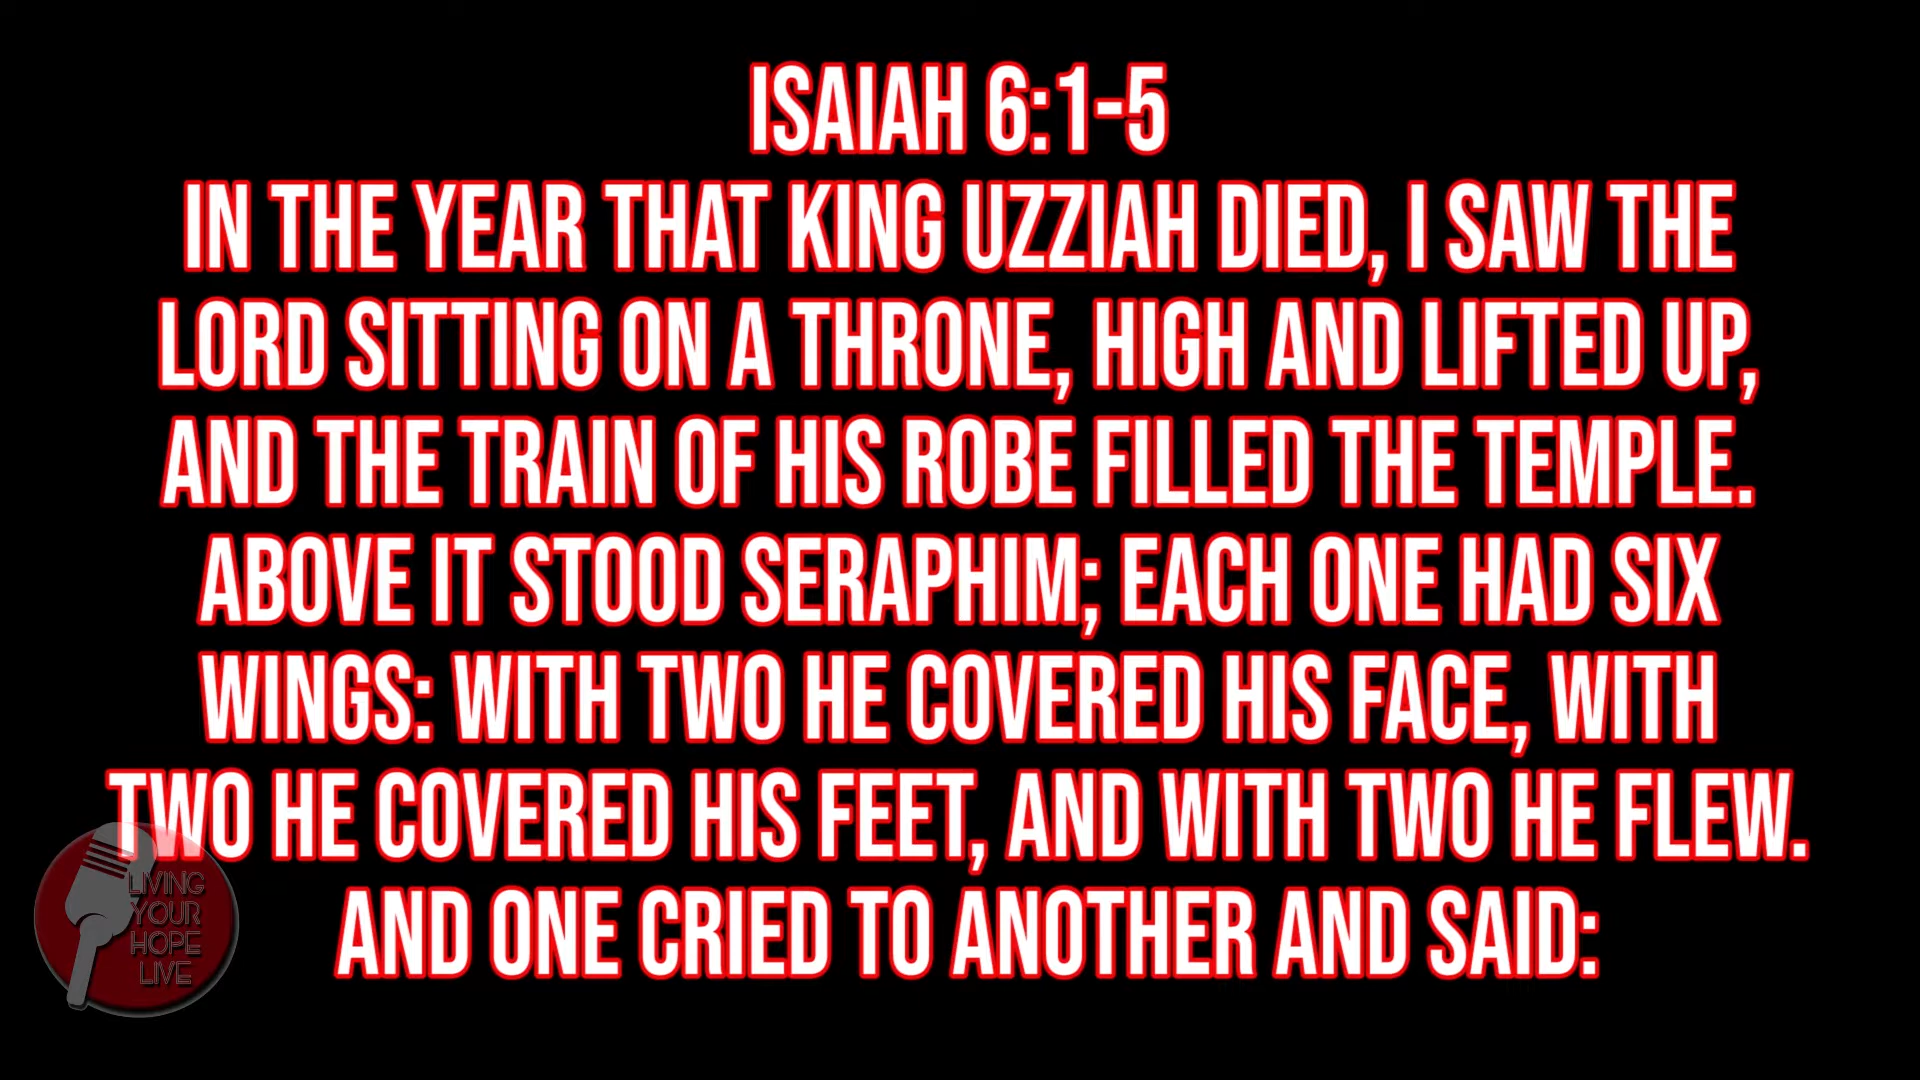 ISAIAH 6:1-5
IN THE YEAR THAT KING UZZIAH DIED, I SAW THE
LORD SITTING ON A THRONE, HIGH AND LIFTED UP,
AND THE TRAIN OF HIS ROBE FILLED THE TEMPLE.
ABOVE IT STOOD SERAPHIM; EACH ONE HAD SIX
WINGS: WITH TWO HE COVERED HIS FACE, WITH
TWO HE COVERED HIS FEET, AND WITH TWO HE FLEW.
AND ONE CRIED TO ANOTHER AND SAID:
LIVING
YOUR
HOPE
LIVE